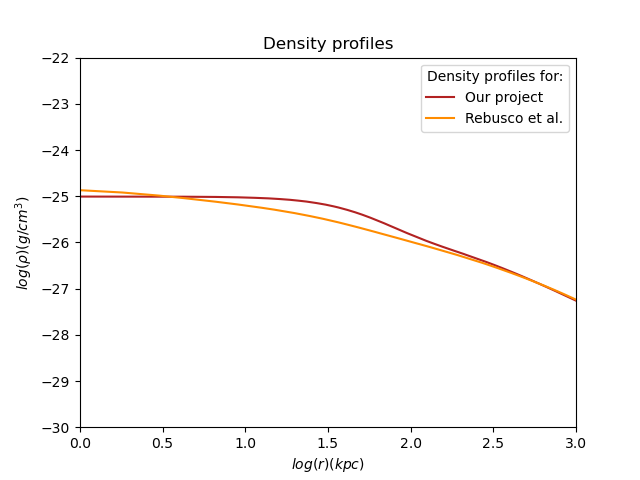 Density profiles
Density profiles for:
Our project
Rebusco et al.
log(ρ)(g/cm³)
−22
−23
−24
−25
−26
−27
−28
−29
−30
0.0 0.5 1.0 1.5 2.0 2.5 3.0
log(r)(kpc)